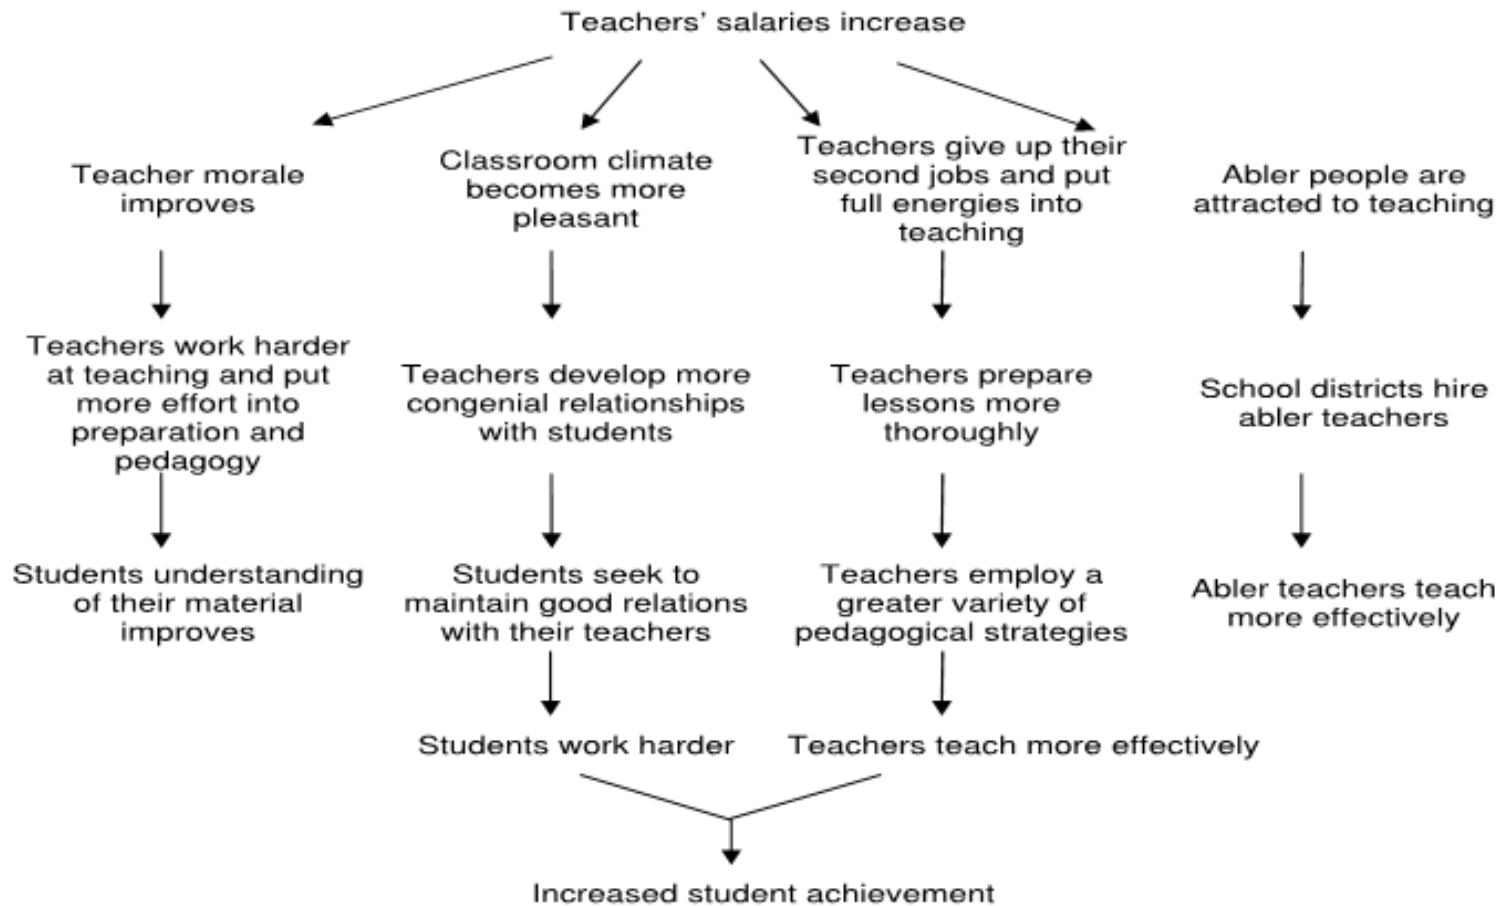 Teachers' salaries increase
Teacher morale
improves
Classroom climate
becomes more
pleasant
Teachers give up their
second jobs and put
full energies into
teaching
Abler people are
attracted to teaching
Teachers work harder
at teaching and put
more effort into
preparation and
pedagogy
Teachers develop more
congenial relationships
with students
Teachers prepare
lessons more
thoroughly
School districts hire
abler teachers
Students understanding
of their material
improves
Students seek to
maintain good relations
with their teachers
Teachers employ a
greater variety of
pedagogical strategies
Abler teachers teach
more effectively
Students work harder
Teachers teach more effectively
Increased student achievement